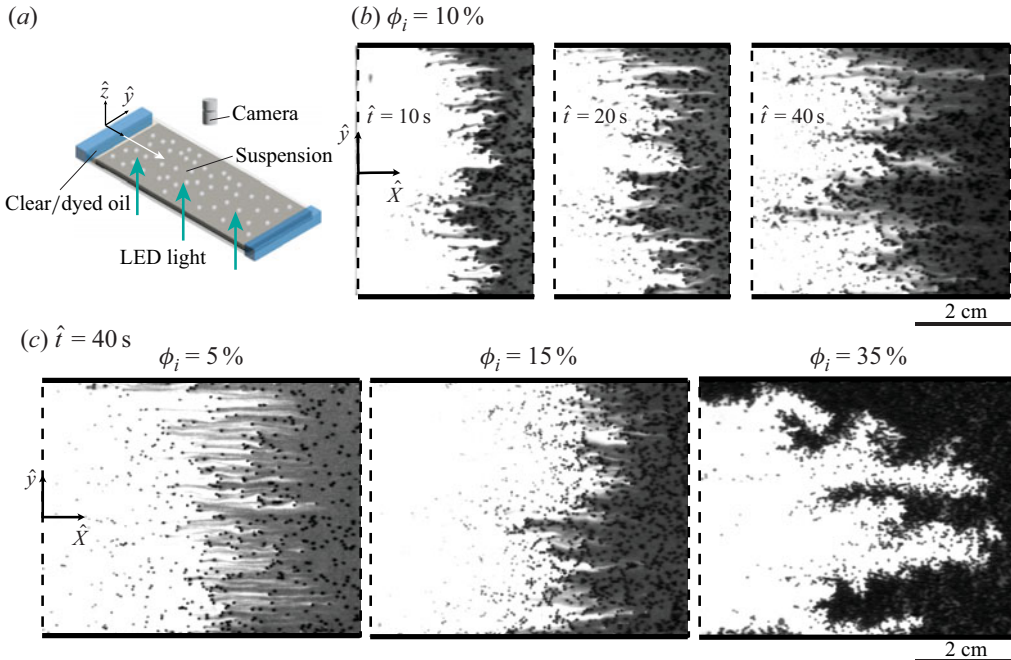 (a)
ẑ
ŷ
Camera
Suspension
Clear/dyed oil
LED light
(b) ϕᵢ = 10 %
t̂ = 10 s
t̂ = 20 s
t̂ = 40 s
ŷ
X̂
2 cm
(c) t̂ = 40 s
ϕᵢ = 5 %
ϕᵢ = 15 %
ϕᵢ = 35 %
ŷ
X̂
2 cm